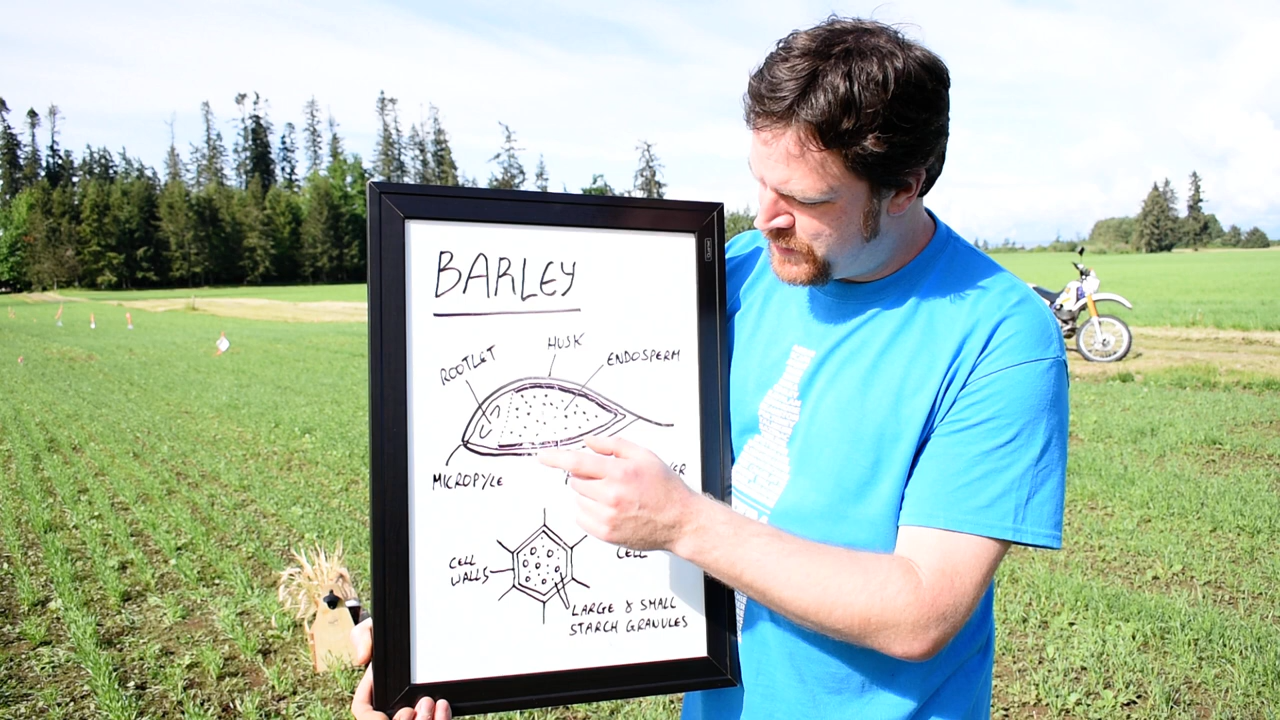 BARLEY
HUSK
ROOTLET
ENDOSPERM
MICROPYLE
CELL
CELL
WALLS
LARGE & SMALL
STARCH GRANULES